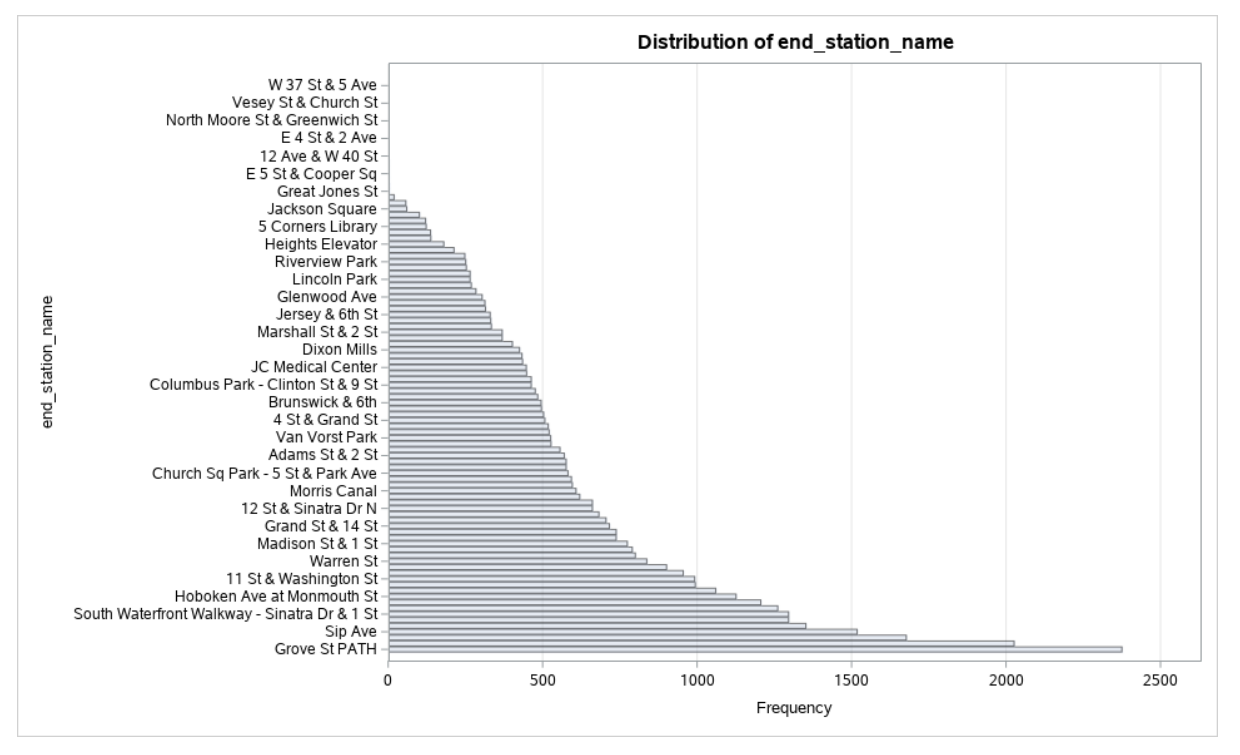 Distribution of end_station_name
W 37 St & 5 Ave
Vesey St & Church St
North Moore St & Greenwich St
E 4 St & 2 Ave
12 Ave & W 40 St
E 5 St & Cooper Sq
Great Jones St
Jackson Square
5 Corners Library
Heights Elevator
Riverview Park
Lincoln Park
Glenwood Ave
Jersey & 6th St
Marshall St & 2 St
Dixon Mills
JC Medical Center
Columbus Park - Clinton St & 9 St
Brunswick & 6th
4 St & Grand St
Van Vorst Park
Adams St & 2 St
Church Sq Park - 5 St & Park Ave
Morris Canal
12 St & Sinatra Dr N
Grand St & 14 St
Madison St & 1 St
Warren St
11 St & Washington St
Hoboken Ave at Monmouth St
South Waterfront Walkway - Sinatra Dr & 1 St
Sip Ave
Grove St PATH
end_station_name
0 500 1000 1500 2000 2500
Frequency